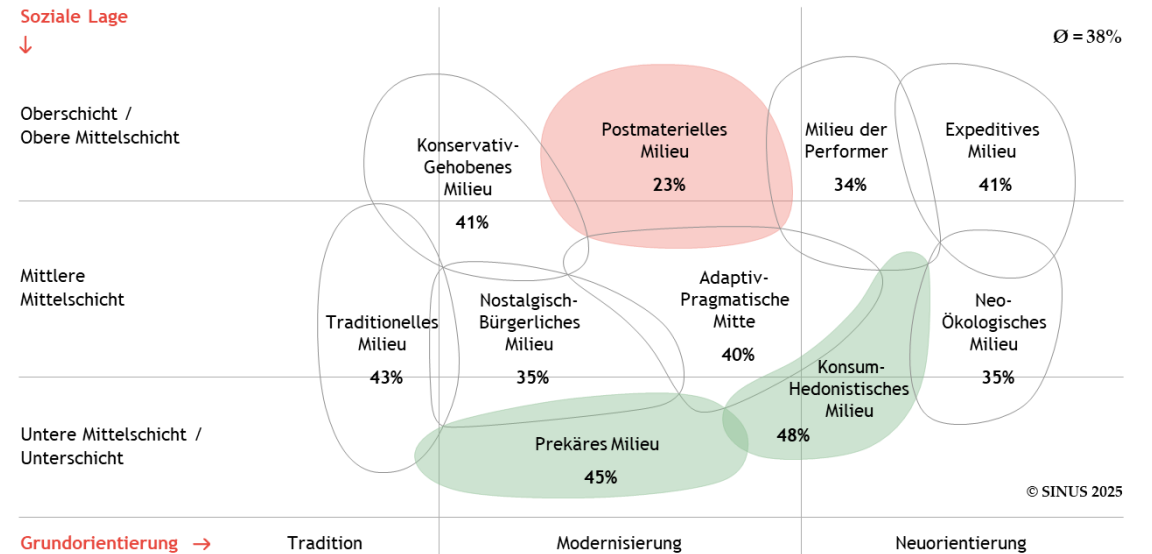 Soziale Lage
↓
Ø = 38%
Oberschicht /
Obere Mittelschicht
Konservativ-
Gehobenes
Milieu
41%
Postmaterielles
Milieu
23%
Milieu der
Performer
34%
Expeditives
Milieu
41%
Mittlere
Mittelschicht
Traditionelles
Milieu
43%
Nostalgisch-
Bürgerliches
Milieu
35%
Adaptiv-
Pragmatische
Mitte
40%
Konsum-
Hedonistisches
Milieu
48%
Neo-
Ökologisches
Milieu
35%
Untere Mittelschicht /
Unterschicht
Prekäres Milieu
45%
© SINUS 2025
Grundorientierung →
Tradition
Modernisierung
Neuorientierung